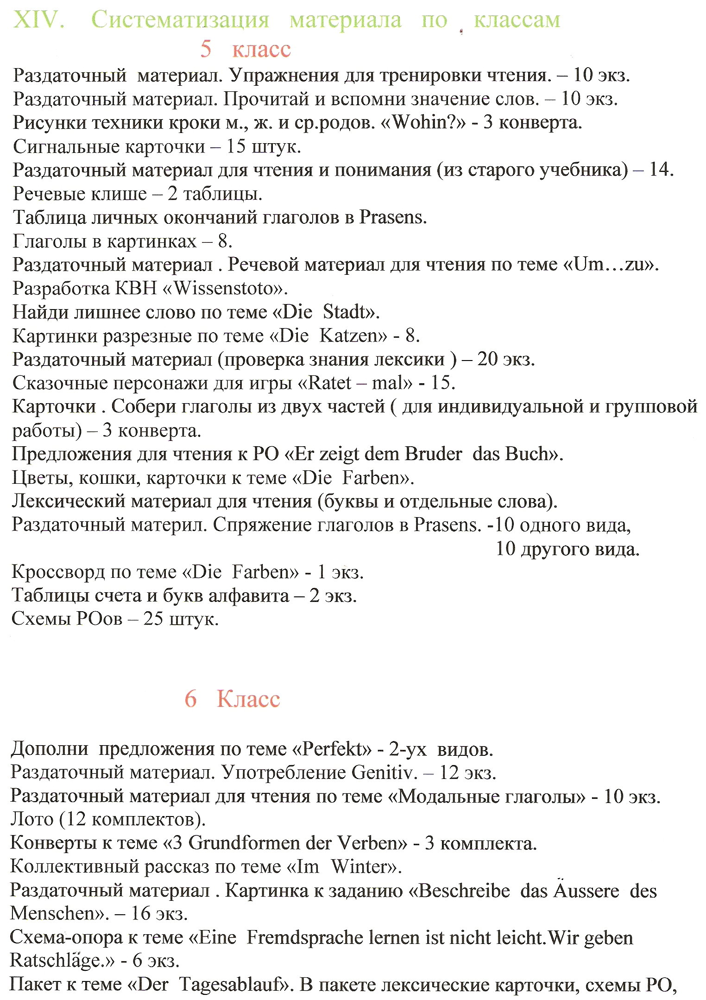 XIV. Систематизация материала по классам
5 класс
Раздаточный материал. Упражнения для тренировки чтения. – 10 экз.
Раздаточный материал. Прочитай и вспомни значение слов. – 10 экз.
Рисунки техники кроки м., ж. и ср.родов. «Wohin?» - 3 конверта.
Сигнальные карточки – 15 штук.
Раздаточный материал для чтения и понимания (из старого учебника) – 14.
Речевые клише – 2 таблицы.
Таблица личных окончаний глаголов в Prasens.
Глаголы в картинках – 8.
Раздаточный материал . Речевой материал для чтения по теме «Um…zu».
Разработка КВН «Wissenstoto».
Найди лишнее слово по теме «Die Stadt».
Картинки разрезные по теме «Die Katzen» - 8.
Раздаточный материал (проверка знания лексики ) – 20 экз.
Сказочные персонажи для игры «Ratet – mal» - 15.
Карточки . Собери глаголы из двух частей ( для индивидуальной и групповой
работы) – 3 конверта.
Предложения для чтения к РО «Er zeigt dem Bruder das Buch».
Цветы, кошки, карточки к теме «Die Farben».
Лексический материал для чтения (буквы и отдельные слова).
Раздаточный материл. Спряжение глаголов в Prasens. -10 одного вида,
10 другого вида.
Кроссворд по теме «Die Farben» - 1 экз.
Таблицы счета и букв алфавита – 2 экз.
Схемы РОов – 25 штук.
6 Класс
Дополни предложения по теме «Perfekt» - 2-ух видов.
Раздаточный материал. Употребление Genitiv. – 12 экз.
Раздаточный материал для чтения по теме «Модальные глаголы» - 10 экз.
Лото (12 комплектов).
Конверты к теме «3 Grundformen der Verben» - 3 комплекта.
Коллективный рассказ по теме «Im Winter».
Раздаточный материал . Картинка к заданию «Beschreibe das Äussere des
Menschen». – 16 экз.
Схема-опора к теме «Eine Fremdsprache lernen ist nicht leicht.Wir geben
Ratschläge.» - 6 экз.
Пакет к теме «Der Tagesablauf». В пакете лексические карточки, схемы РО,